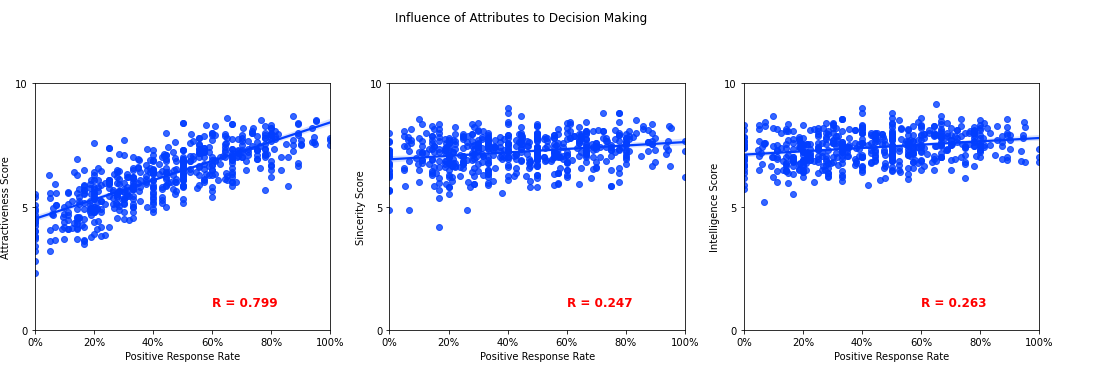 Influence of Attributes to Decision Making
Attractiveness Score
10
5
0
R = 0.799
0% 20% 40% 60% 80% 100%
Positive Response Rate
Sincerity Score
10
5
0
R = 0.247
0% 20% 40% 60% 80% 100%
Positive Response Rate
Intelligence Score
10
5
0
R = 0.263
0% 20% 40% 60% 80% 100%
Positive Response Rate